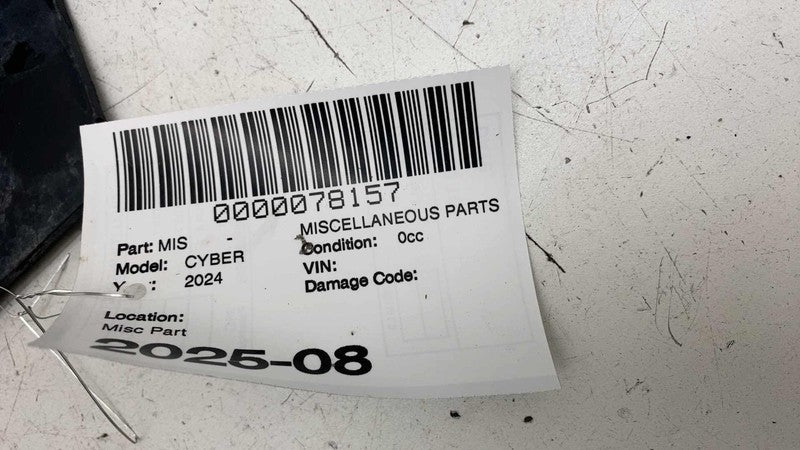 0000078157
Part: MIS - MISCELLANEOUS PARTS
Model: CYBER Condition: 0cc
2024 VIN:
Damage Code:
Location:
Misc Part
2025-08